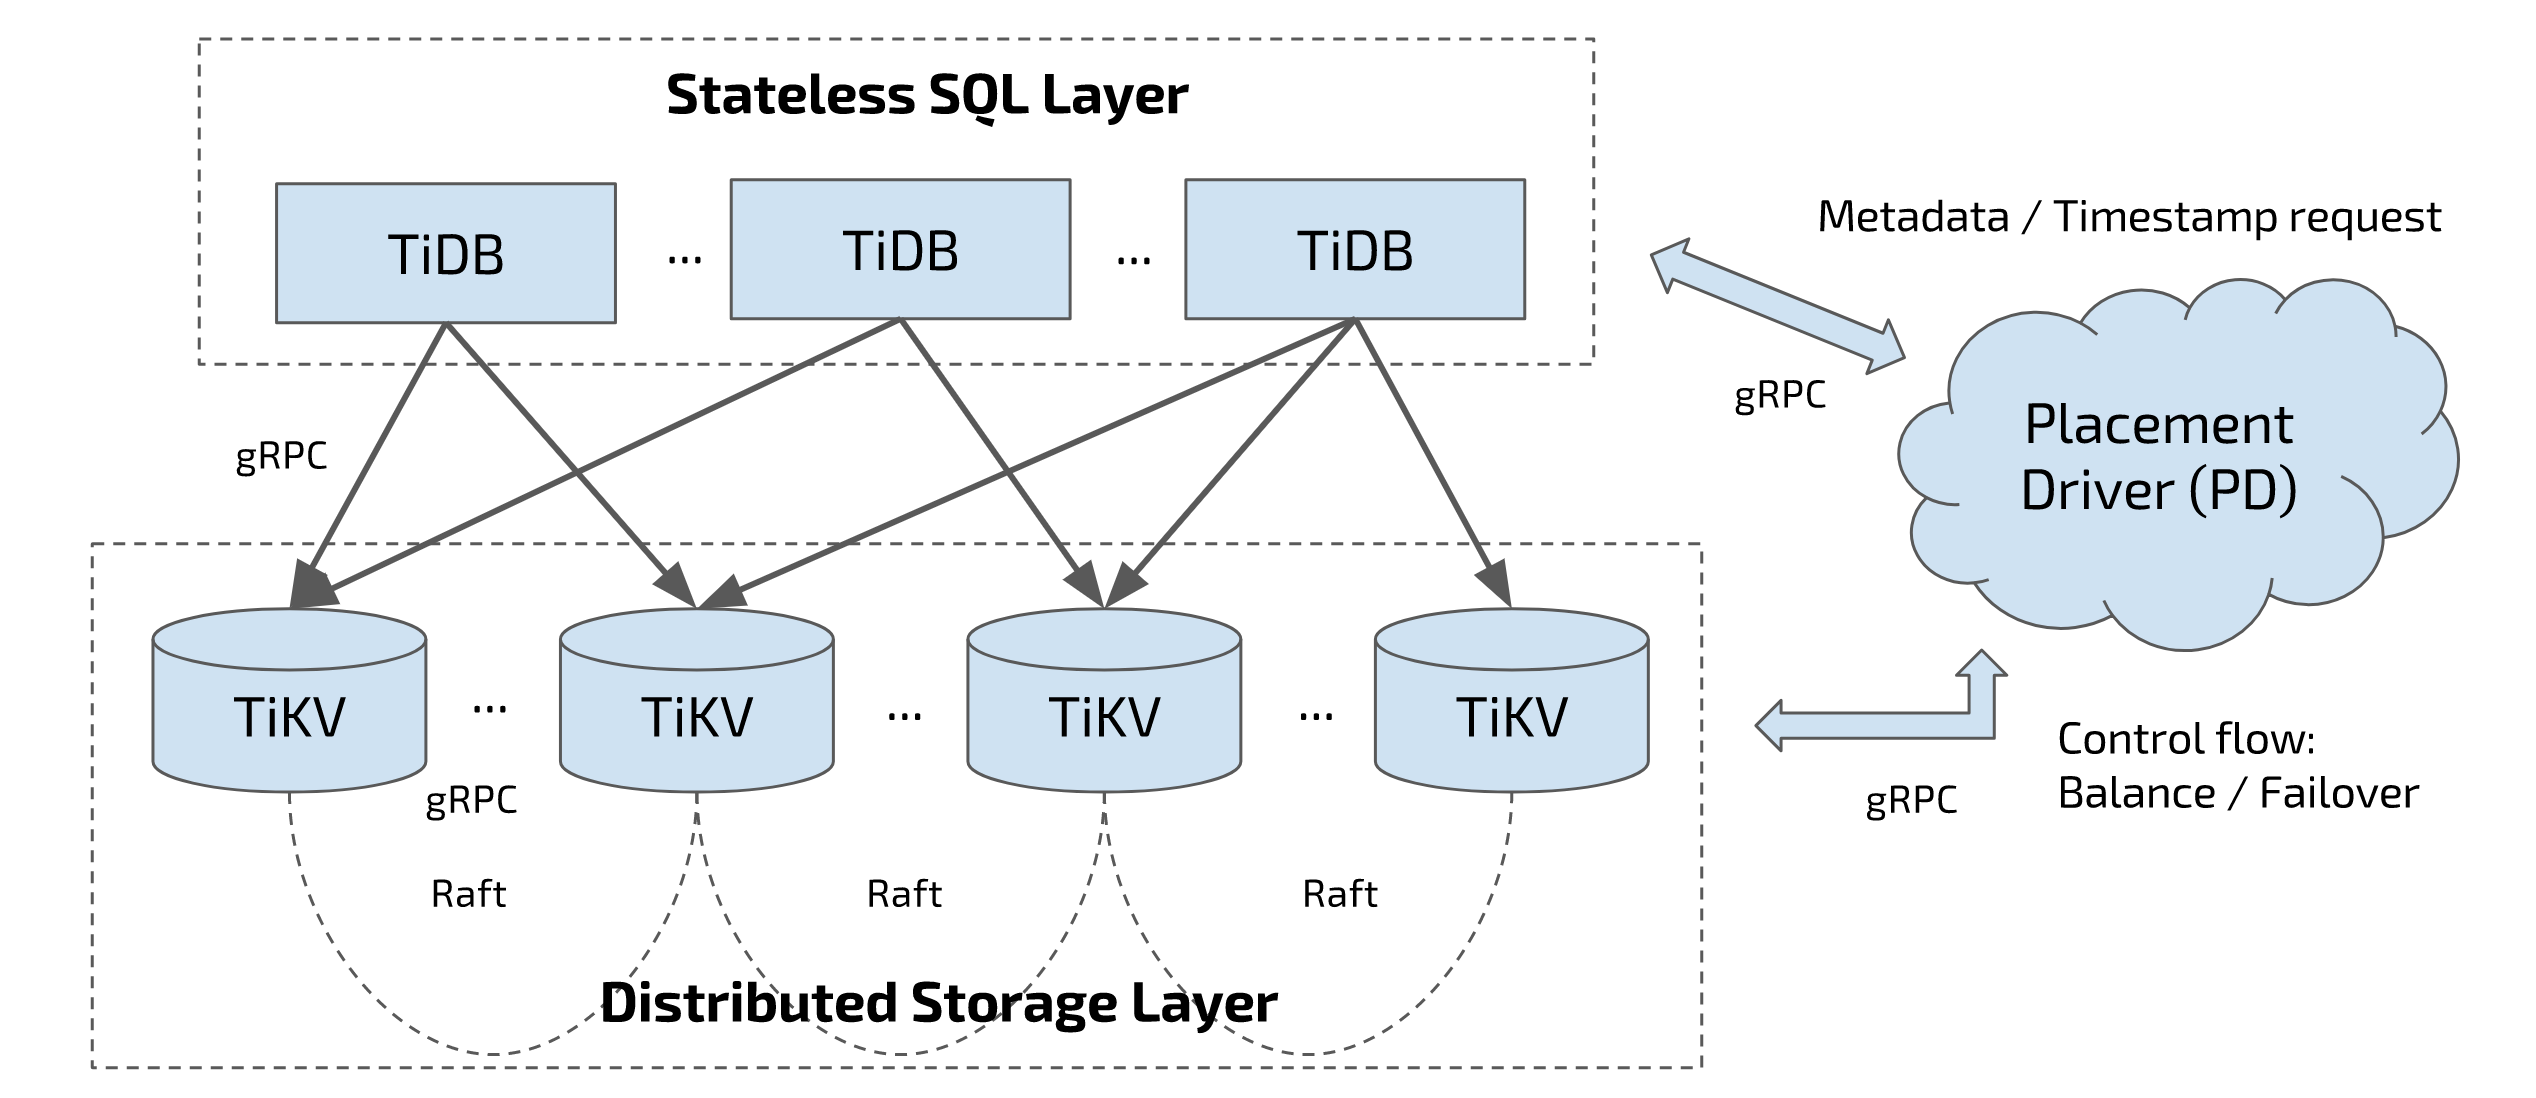 Stateless SQL Layer
TiDB
...
TiDB
...
TiDB
Metadata / Timestamp request
gRPC
Placement
Driver (PD)
gRPC
TiKV
...
TiKV
...
TiKV
...
TiKV
gRPC
Raft
Raft
Raft
Distributed Storage Layer
gRPC
Control flow:
Balance / Failover